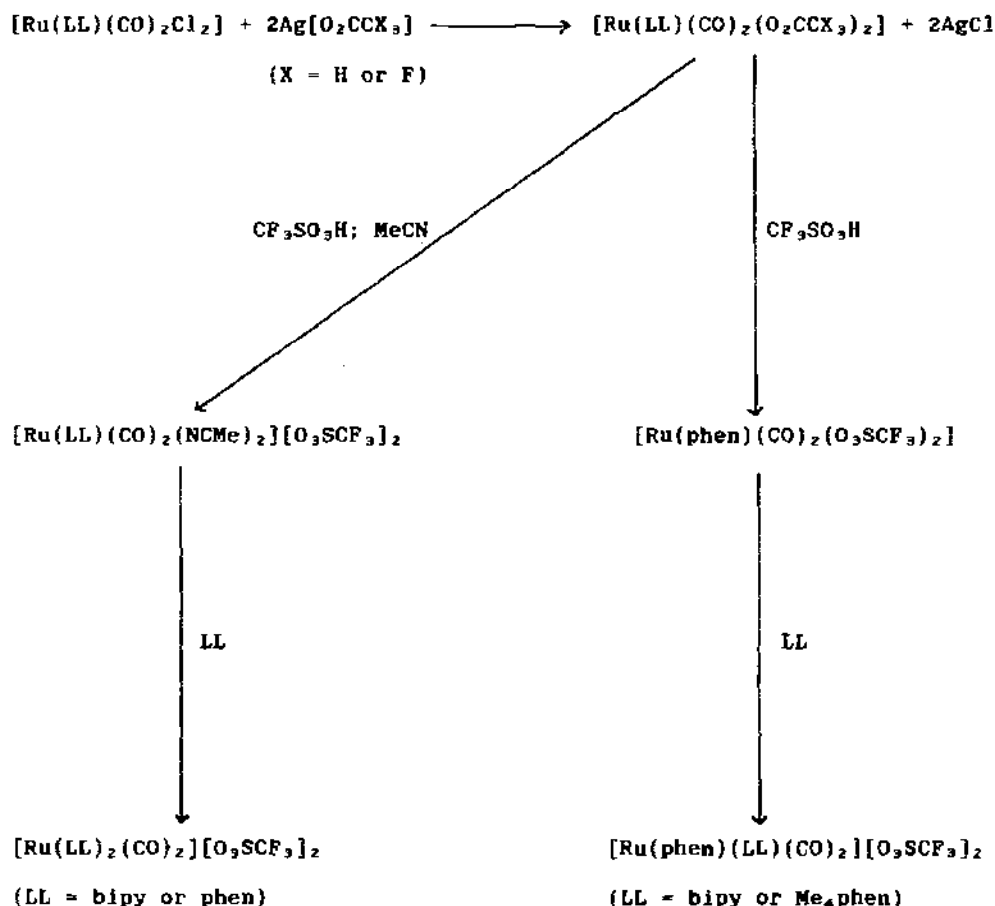 [Ru(LL)(CO)₂Cl₂] + 2Ag[O₂CCX₃] ⟶ [Ru(LL)(CO)₂(O₂CCX₃)₂] + 2AgCl
(X = H or F)
CF₃SO₃H; MeCN
CF₃SO₃H
[Ru(LL)(CO)₂(NCMe)₂][O₃SCF₃]₂
[Ru(phen)(CO)₂(O₃SCF₃)₂]
LL
LL
[Ru(LL)₂(CO)₂][O₃SCF₃]₂
[Ru(phen)(LL)(CO)₂][O₃SCF₃]₂
(LL = bipy or phen)
(LL = bipy or Me₄phen)